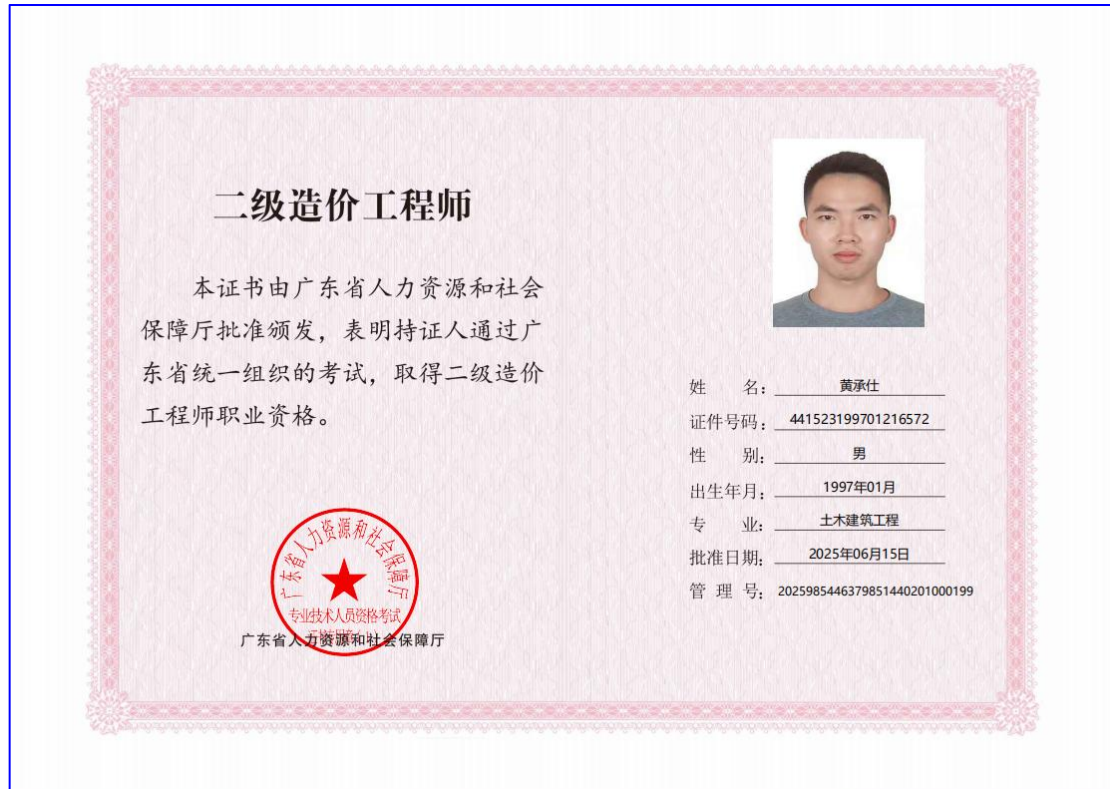 二级造价工程师
本证书由广东省人力资源和社会
保障厅批准颁发，表明持证人通过广
东省统一组织的考试，取得二级造价
工程师职业资格。
广东省人力资源和社会保障厅
专业技术人员资格考试
广东省人力资源和社会保障厅
姓 名：黄承仕
证件号码：441523199701216572
性 别：男
出生年月：1997年01月
专 业：土木建筑工程
批准日期：2025年06月15日
管 理 号：20259854463798514402010​00199